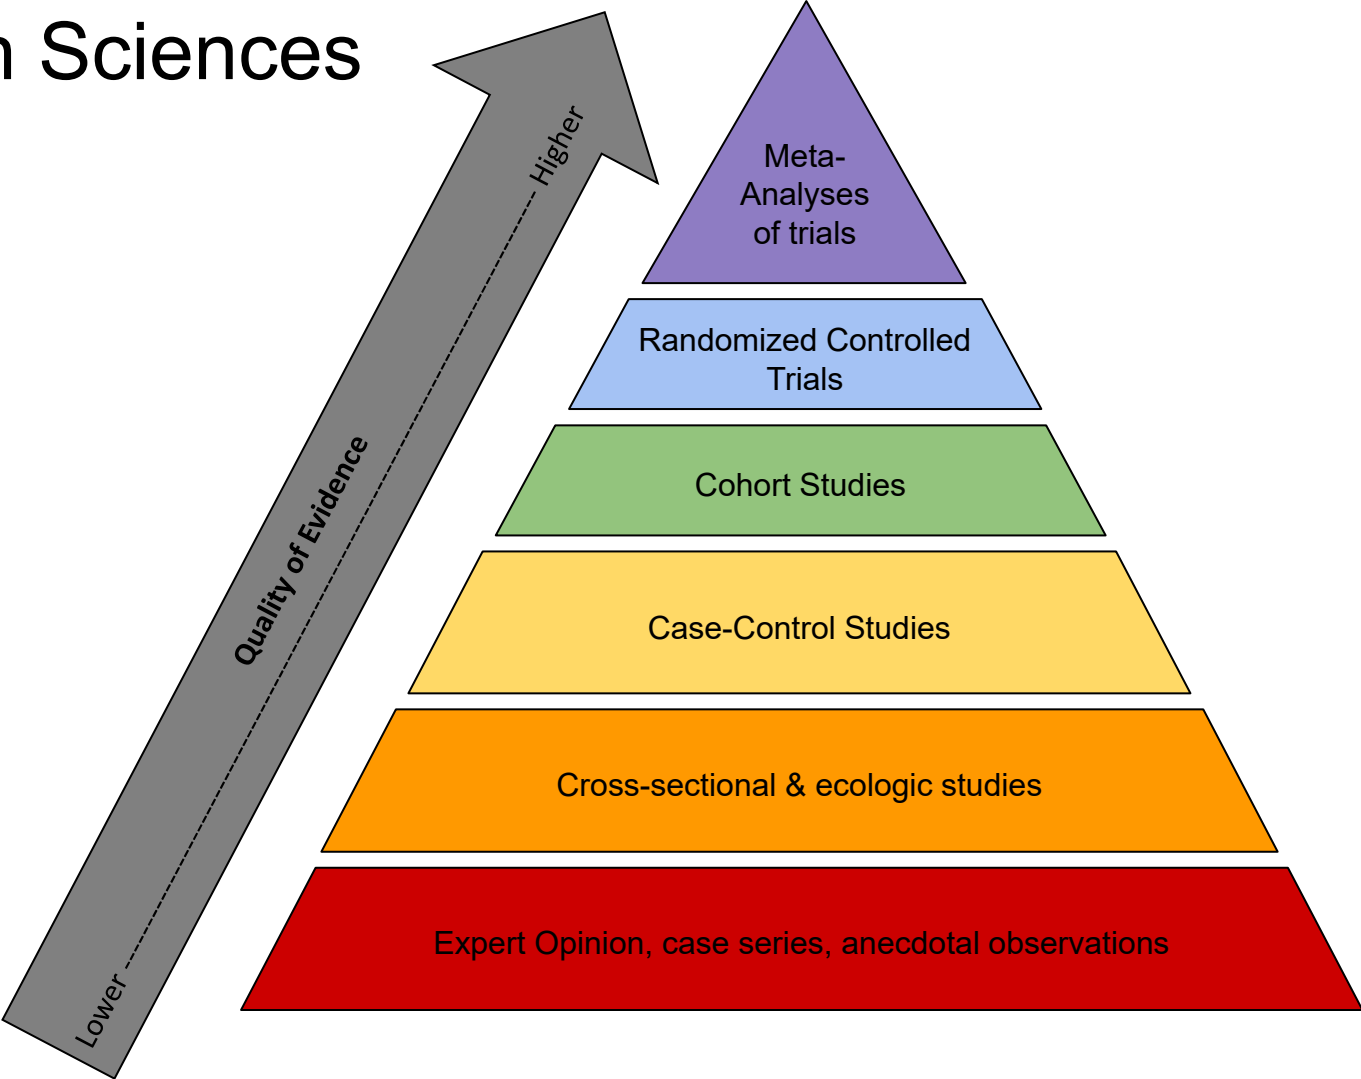 n Sciences
Higher
Quality of Evidence
Lower
Meta-
Analyses
of trials
Randomized Controlled
Trials
Cohort Studies
Case-Control Studies
Cross-sectional & ecologic studies
Expert Opinion, case series, anecdotal observations